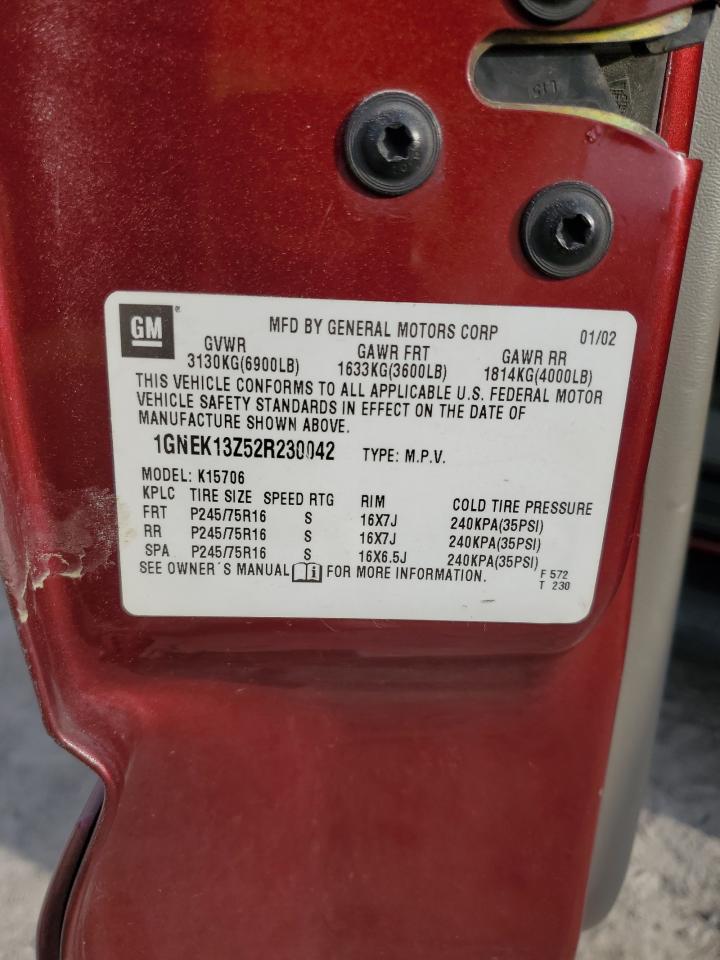 GM
MFD BY GENERAL MOTORS CORP 01/02
GVWR GAWR FRT GAWR RR
3130KG(6900LB) 1633KG(3600LB) 1814KG(4000LB)
THIS VEHICLE CONFORMS TO ALL APPLICABLE U.S. FEDERAL MOTOR
VEHICLE SAFETY STANDARDS IN EFFECT ON THE DATE OF
MANUFACTURE SHOWN ABOVE.
1GNEK13Z52R230042 TYPE: M.P.V.
MODEL: K15706
KPLC TIRE SIZE SPEED RTG RIM COLD TIRE PRESSURE
FRT P245/75R16 S 16X7J 240KPA(35PSI)
RR P245/75R16 S 16X7J 240KPA(35PSI)
SPA P245/75R16 S 16X6.5J 240KPA(35PSI)
SEE OWNER'S MANUAL i FOR MORE INFORMATION. F 572
T 230